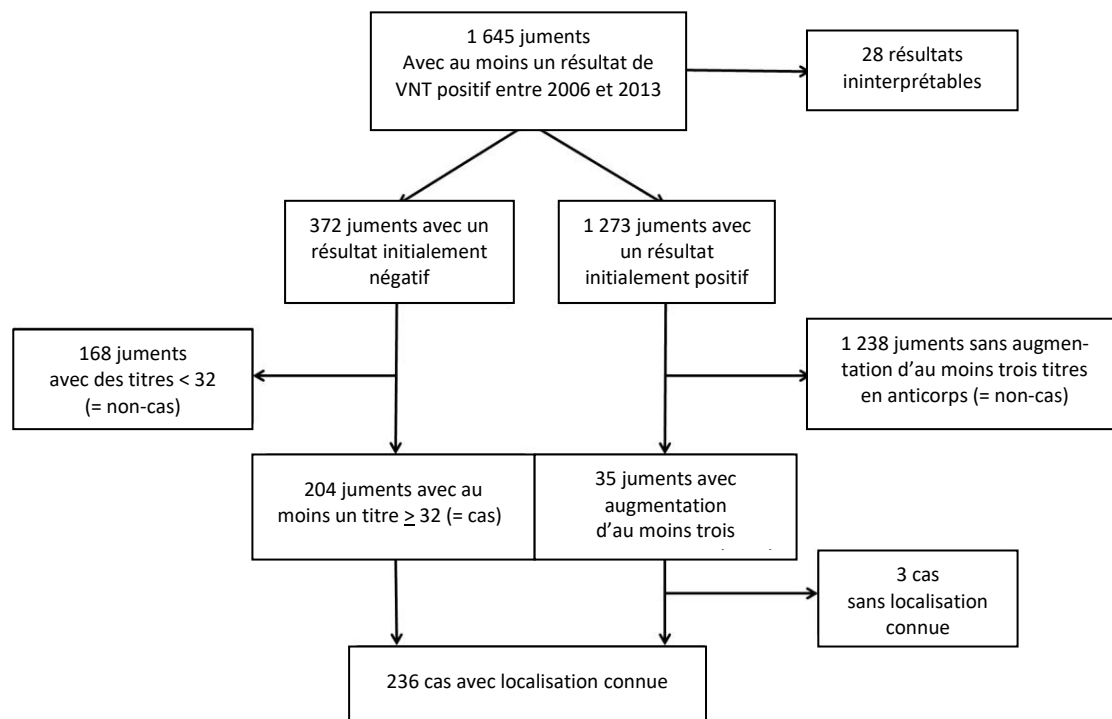 1 645 juments
Avec au moins un résultat de
VNT positif entre 2006 et 2013
28 résultats
ininterprétables
372 juments avec un
résultat initialement
négatif
1 273 juments avec
un résultat
initialement positif
168 juments
avec des titres < 32
(= non-cas)
1 238 juments sans augmen-
tation d’au moins trois titres
en anticorps (= non-cas)
204 juments avec au
moins un titre > 32 (= cas)
35 juments avec
augmentation
d’au moins trois
3 cas
sans localisation
connue
236 cas avec localisation connue